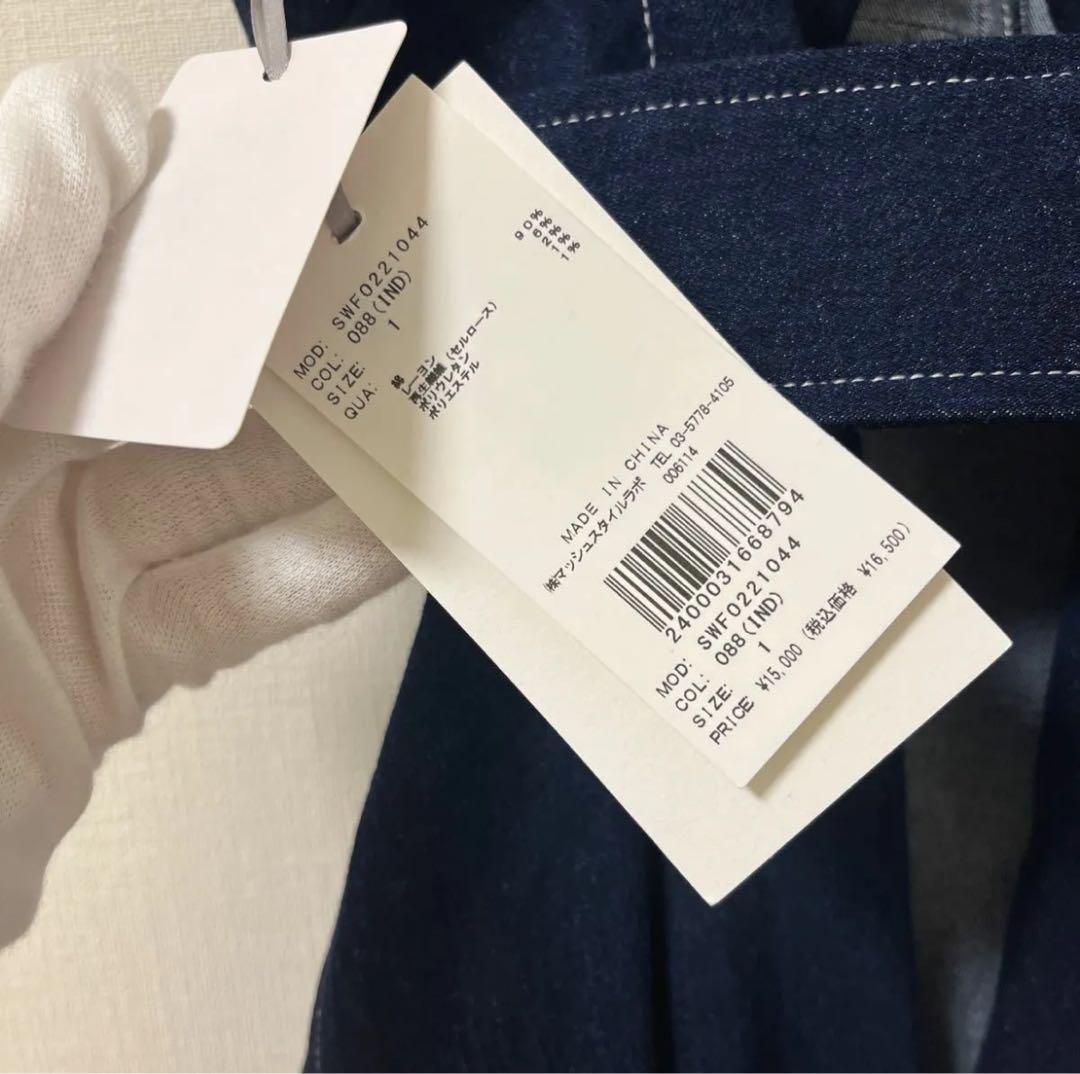 MOD: SWF0221044
COL: 088(IND)
SIZE: 1
QUA: 綿 90%
レーヨン 6%
再生繊維(セルロース) 2%
ポリウレタン 1%
ポリエステル 1%
MADE IN CHINA
㈱マッシュスタイルラボ TEL 03-5778-4105
006114
2400031668794
MOD: SWF0221044
COL: 088(IND)
SIZE: 1
PRICE: ¥15,000 (税込価格 ¥16,500)